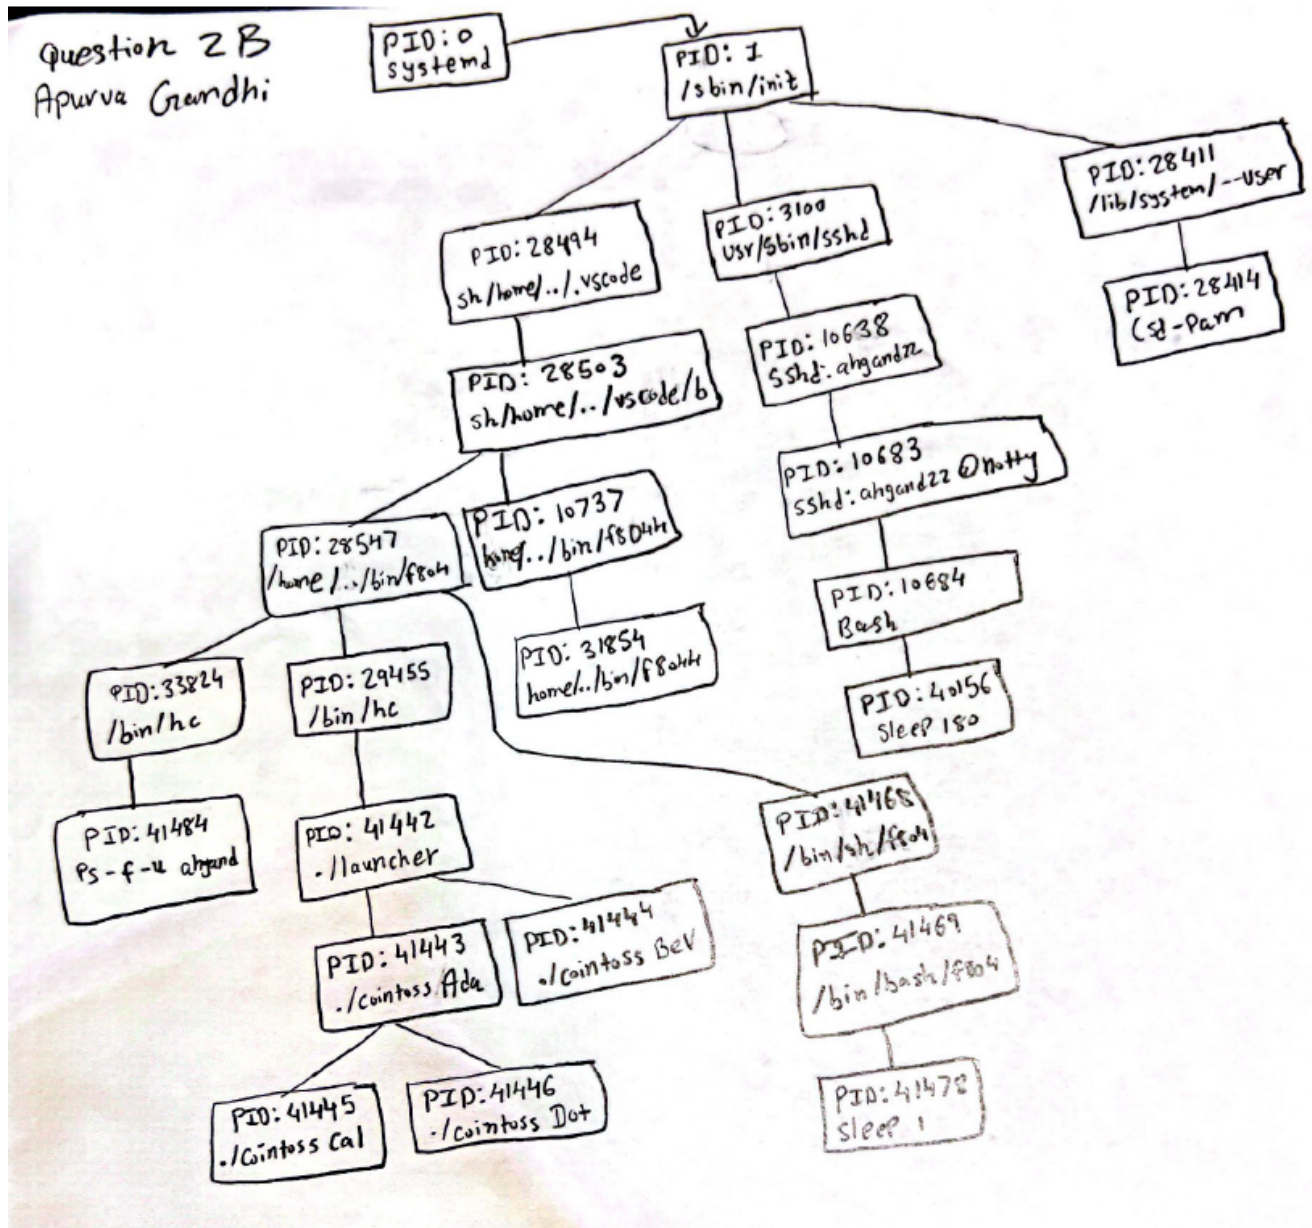 Question 2B
Apurva Gandhi
PID: 0
systemd
PID: 1
/sbin/init
PID: 28411
/lib/system/--user
PID: 28414
(sd-Pam
PID: 3100
usr/sbin/sshd
PID: 28494
sh/home/../.vscode
PID: 10638
sshd: ahgand22
PID: 28503
sh/home/../vscode/b
PID: 10683
sshd: ahgand22 @notty
PID: 28547
/home/../bin/f804
PID: 10737
home/../bin/f8044
PID: 10684
Bash
PID: 31854
home/../bin/f8044
PID: 40156
sleep 180
PID: 33824
/bin/hc
PID: 29455
/bin/hc
PID: 41484
Ps-f-u ahgand
PID: 41442
./launcher
PID: 41468
/bin/sh/f804
PID: 41443
./cointoss Ada
PID: 41444
./cointoss Bev
PID: 41469
/bin/bash/f804
PID: 41445
./cointoss Cal
PID: 41446
./cointoss Dot
PID: 41478
sleep 1